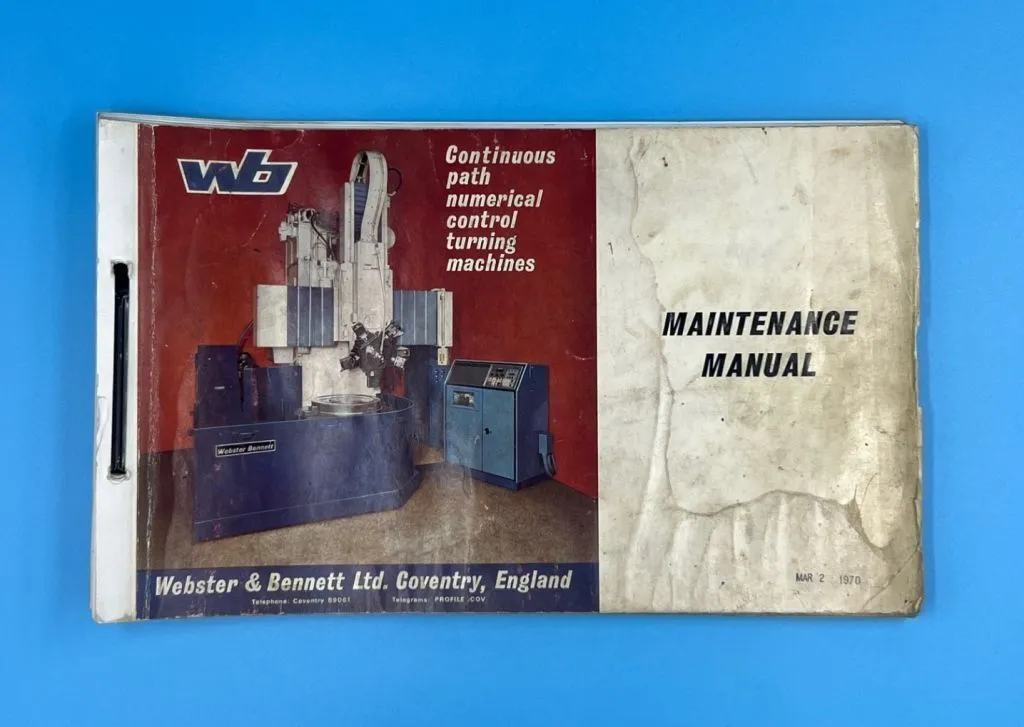 wb
Continuous
path
numerical
control
turning
machines
Webster Bennett
MAINTENANCE
MANUAL
Webster & Bennett Ltd. Coventry, England
Telephone: Coventry 89081 Telegrams: PROFILE .COV
MAR 2 1970